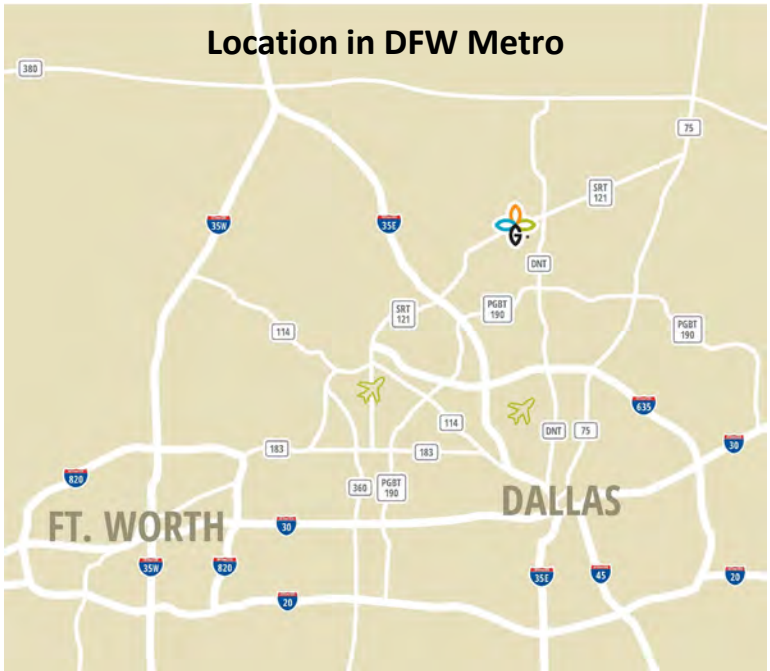 Location in DFW Metro
380
75
SRT
121
35W
35E
G
DNT
SRT
121
PGBT
190
114
PGBT
190
635
114
DNT
75
183
183
30
820
360
PGBT
190
DALLAS
FT. WORTH
30
35W
820
20
35E
45
20